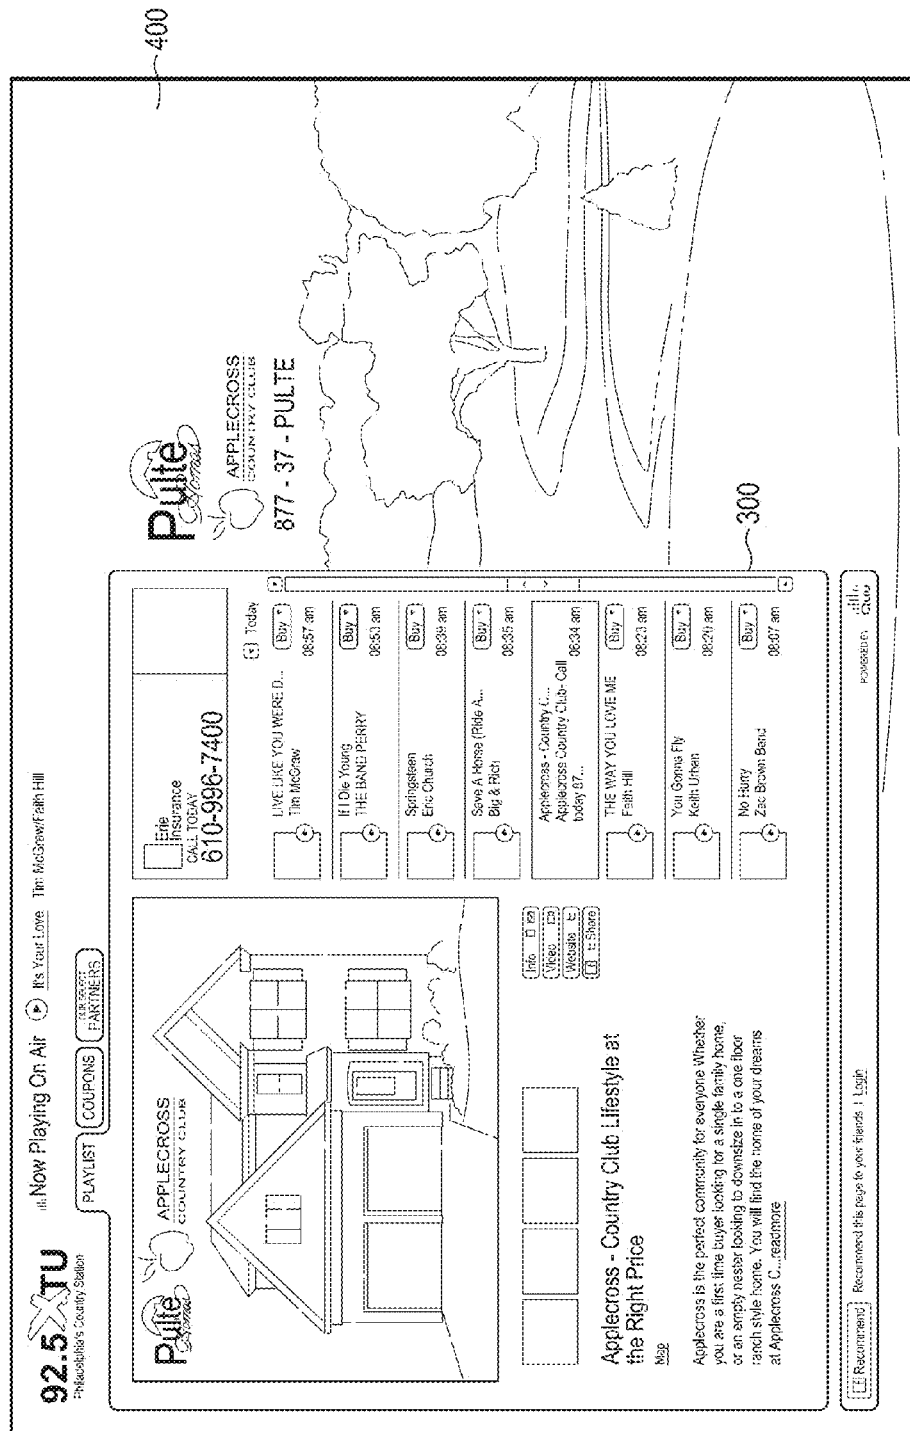 400
92.5 XTU
Philadelphia's Country Station
Now Playing On Air
It's Your Love Tim McGraw/Faith Hill
PLAYLIST
COUPONS
OUR SELECT
PARTNERS
Pulte
Homes
APPLECROSS
COUNTRY CLUB
Applecross - Country Club Lifestyle at
the Right Price
Map
Applecross is the perfect community for everyone Whether
you are a first time buyer looking for a single family home,
or an empty nester looking to downsize in to a one floor
ranch style home. You will find the home of your dreams
at Applecross C...readmore
Info
Video
Website
Share
Erie
Insurance
CALL TODAY
610-996-7400
Today
LIVE LIKE YOU WERE D...
Tim McGraw
Buy
08:57 am
If I Die Young
THE BAND PERRY
Buy
08:53 am
Springsteen
Eric Church
Buy
08:39 am
Save A Horse (Ride A...
Big & Rich
Buy
08:35 am
Applecross - Country C...
Applecross Country Club- Call
today 87...
08:34 am
THE WAY YOU LOVE ME
Faith Hill
Buy
08:23 am
You Gonna Fly
Keith Urban
Buy
08:20 am
No Hurry
Zac Brown Band
Buy
08:07 am
300
Pulte
Homes
APPLECROSS
COUNTRY CLUB
877 - 37 - PULTE
Recommend
Recommend this page to your friends | Login
POWERED BY